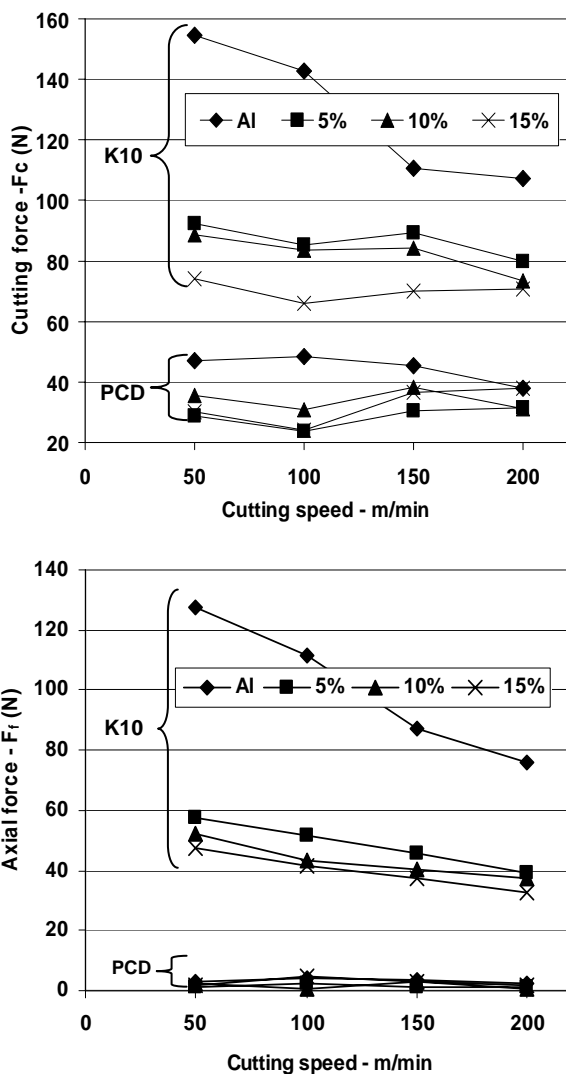 160
140
120
100
80
60
40
20
Cutting force -Fc (N)
Al 5% 10% 15%
K10
PCD
0 50 100 150 200
Cutting speed - m/min
140
120
100
80
60
40
20
0
Axial force - Ff (N)
Al 5% 10% 15%
K10
PCD
0 50 100 150 200
Cutting speed - m/min